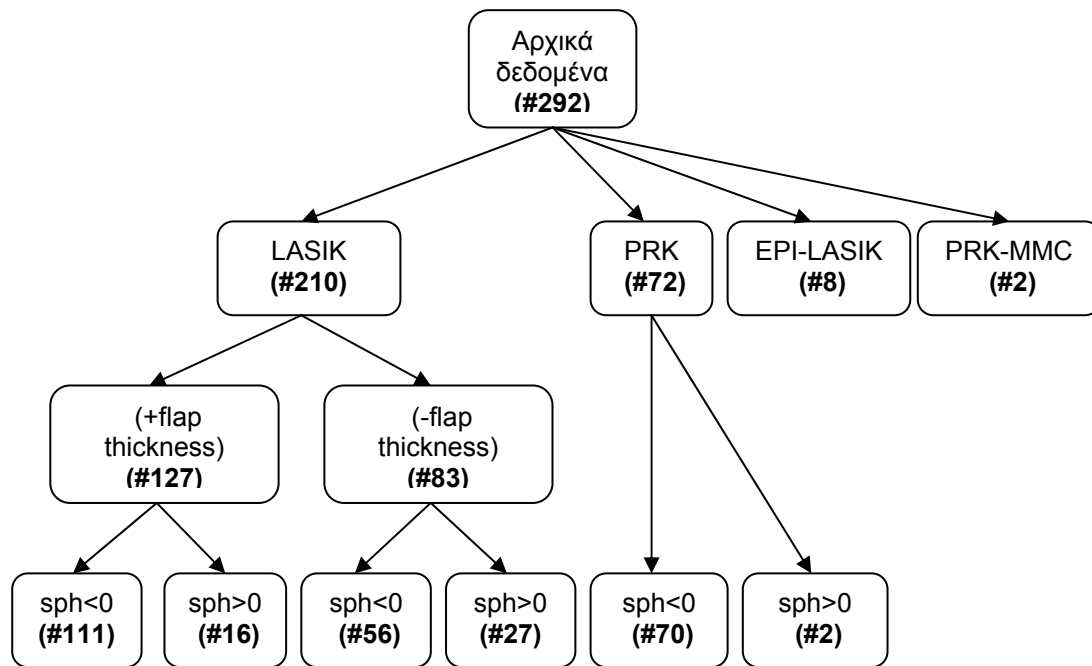 Αρχικά
δεδομένα
(#292)
LASIK
(#210)
PRK
(#72)
EPI-LASIK
(#8)
PRK-MMC
(#2)
(+flap
thickness)
(#127)
(-flap
thickness)
(#83)
sph<0
(#111)
sph>0
(#16)
sph<0
(#56)
sph>0
(#27)
sph<0
(#70)
sph>0
(#2)